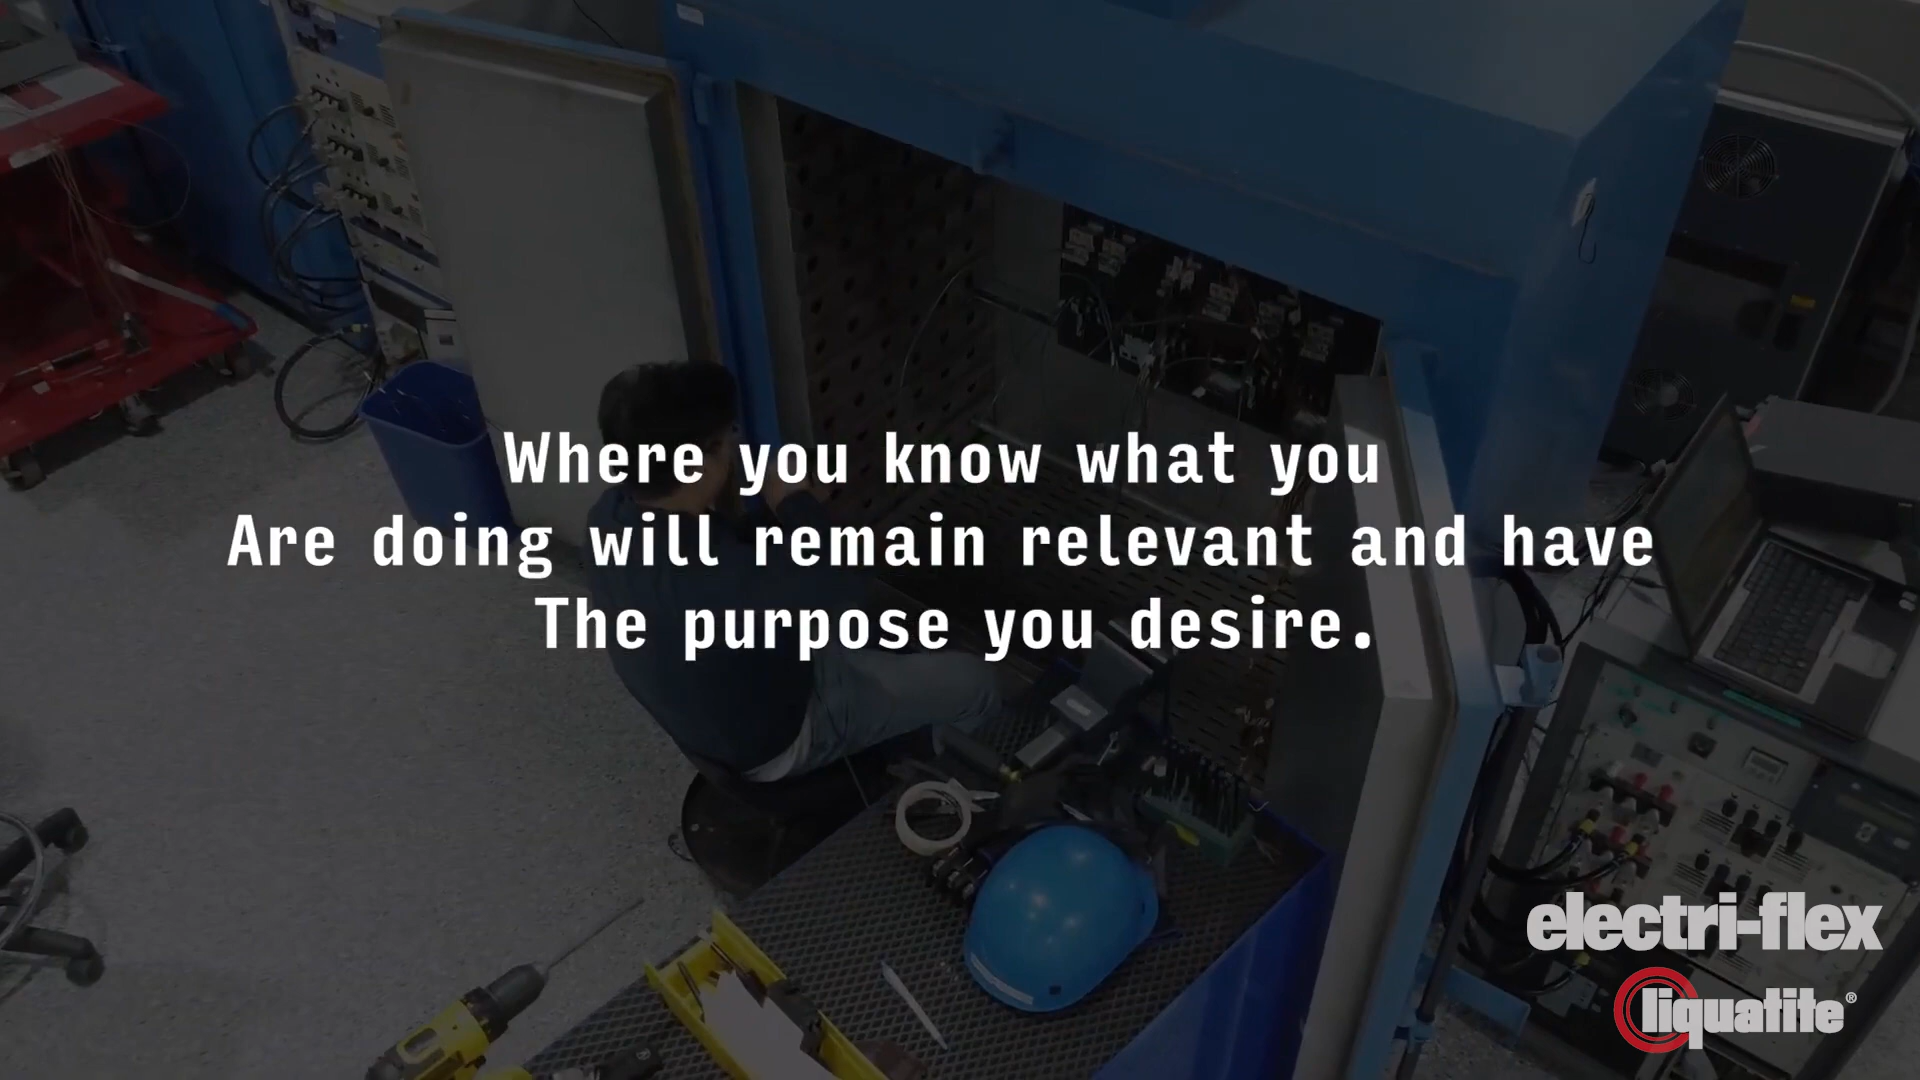 Where you know what you
Are doing will remain relevant and have
The purpose you desire.
electri-flex
liquatite®